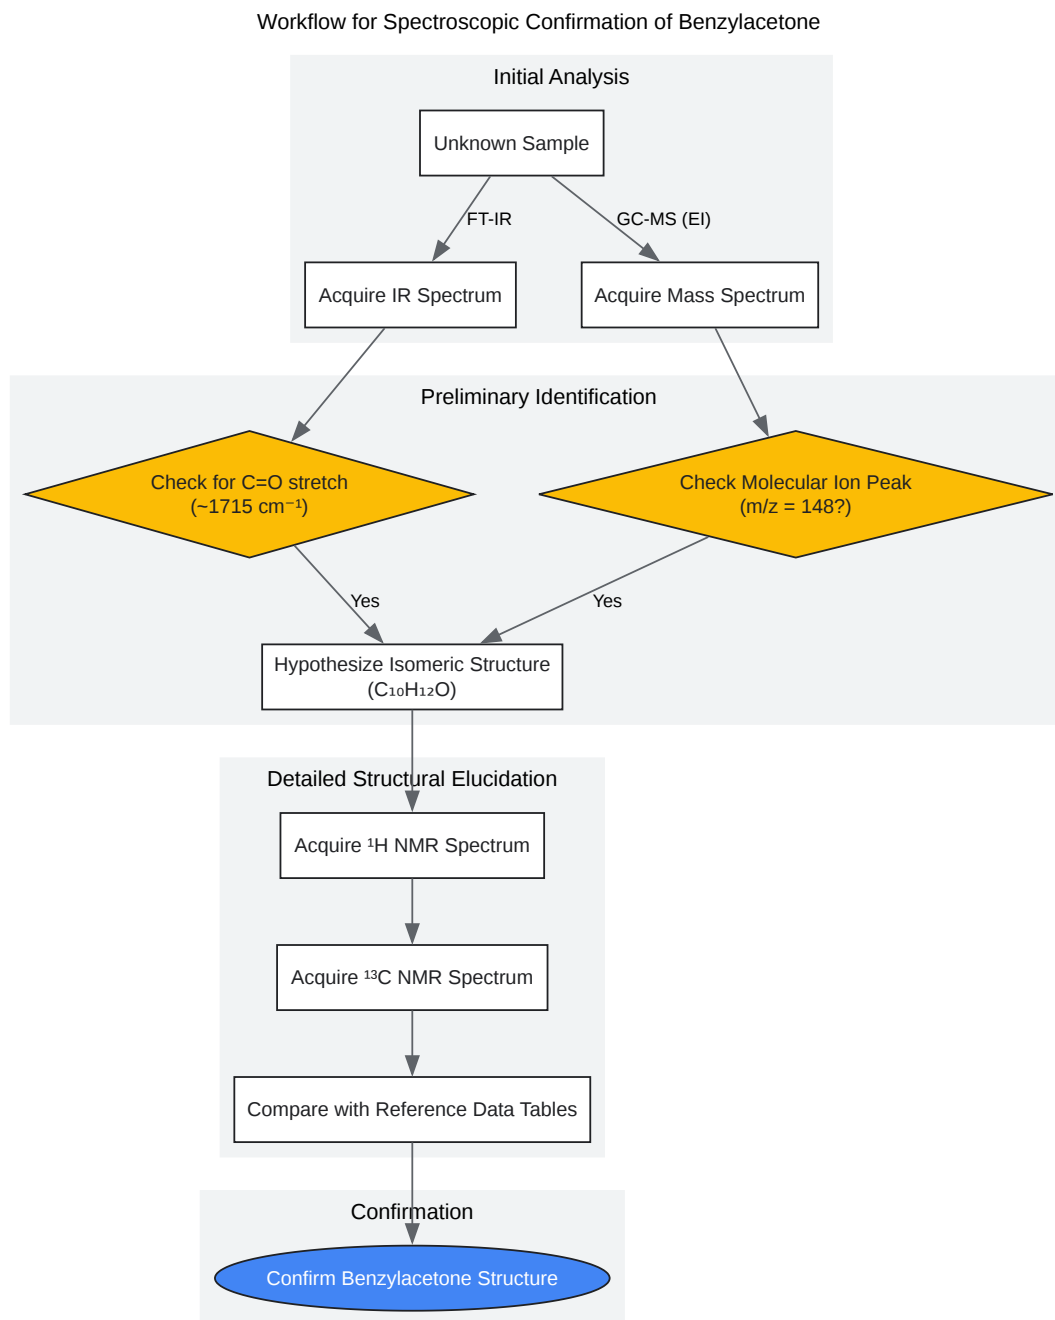 Workflow for Spectroscopic Confirmation of Benzylacetone
Initial Analysis
Unknown Sample
FT-IR
GC-MS (EI)
Acquire IR Spectrum
Acquire Mass Spectrum
Preliminary Identification
Check for C=O stretch
(~1715 cm⁻¹)
Check Molecular Ion Peak
(m/z = 148?)
Yes
Yes
Hypothesize Isomeric Structure
(C₁₀H₁₂O)
Detailed Structural Elucidation
Acquire ¹H NMR Spectrum
Acquire ¹³C NMR Spectrum
Compare with Reference Data Tables
Confirmation
Confirm Benzylacetone Structure